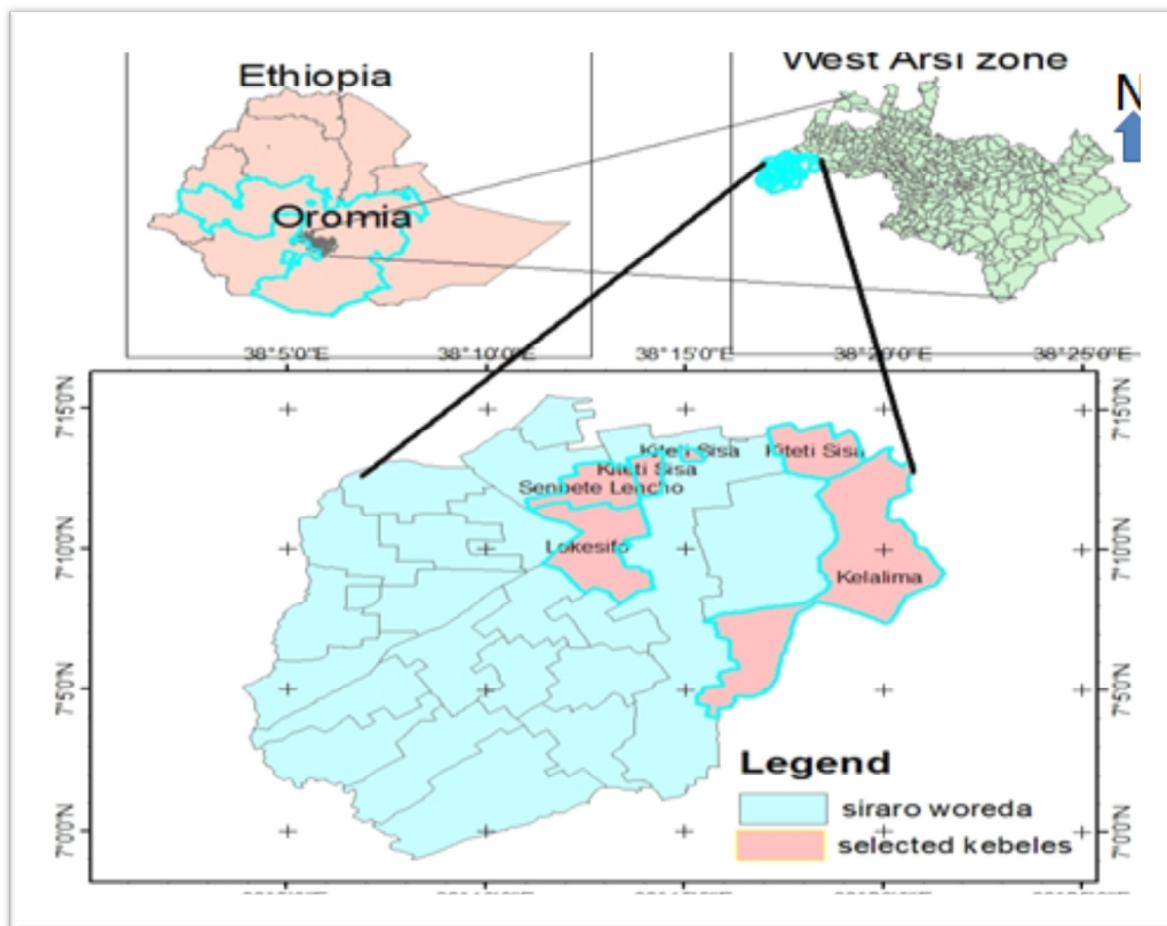 Ethiopia
West Arsi zone
N
Oromia
38°5'0"E 38°10'0"E 38°15'0"E 38°20'0"E 38°25'0"E
7°15'0"N 7°15'0"N
Kiteti Sisa Kiteti Sisa
Kiteti Sisa
Senbete Lencho
7°10'0"N Lokesifo 7°10'0"N
Kelalima
7°5'0"N 7°5'0"N
Legend
siraro woreda
7°0'0"N 7°0'0"N
selected kebeles